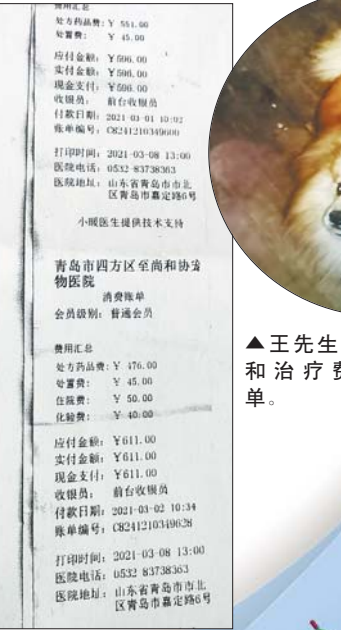 费用汇总
处方药品费：￥ 551.00
处置费： ￥ 45.00
应付金额： ￥596.00
实付金额： ￥596.00
现金支付： ￥596.00
收银员： 前台收银员
付款日期： 2021-03-01 10:02
账单编号： C8241210349600
打印时间： 2021-03-08 13:00
医院电话： 0532-83738363
医院地址： 山东省青岛市市北
区青岛市嘉定路6号
小暖医生提供技术支持
青岛市四方区至尚和协宠
物医院
消费账单
会员级别： 普通会员
费用汇总
处方药品费：￥ 476.00
处置费： ￥ 45.00
住院费： ￥ 50.00
化验费： ￥ 40.00
应付金额： ￥611.00
实付金额： ￥611.00
现金支付： ￥611.00
收银员： 前台收银员
付款日期： 2021-03-02 10:34
账单编号： C8241210349628
打印时间： 2021-03-08 13:00
医院电话： 0532-83738363
医院地址： 山东省青岛市市北
区青岛市嘉定路6号
▲王先生
和治疗费
单。